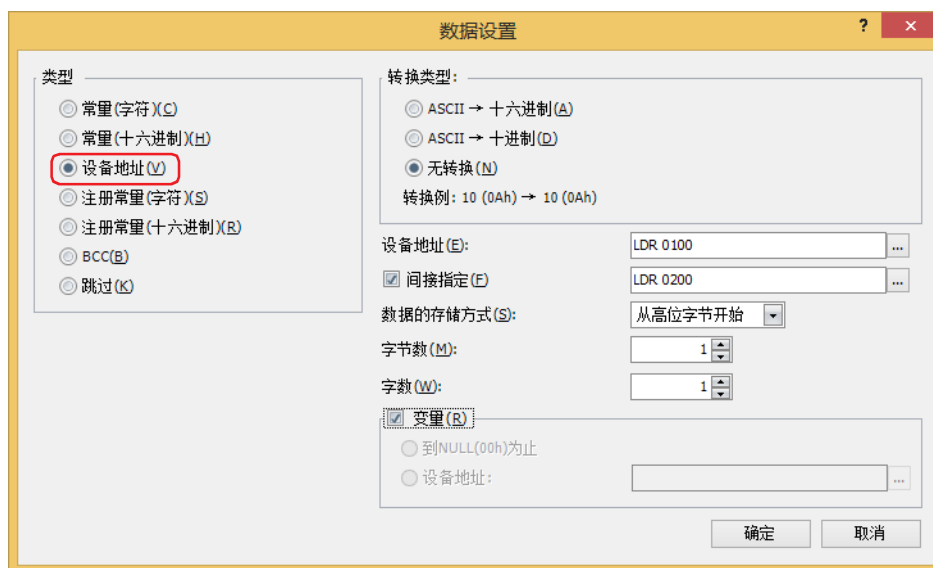 数据设置
?
×
类型
常量(字符)(C)
常量(十六进制)(H)
设备地址(V)
注册常量(字符)(S)
注册常量(十六进制)(R)
BCC(B)
跳过(K)
转换类型:
ASCII → 十六进制(A)
ASCII → 十进制(D)
无转换(N)
转换例: 10 (0Ah) → 10 (0Ah)
设备地址(E):
LDR 0100
...
间接指定(F)
LDR 0200
...
数据的存储方式(S):
从高位字节开始
字节数(M):
1
字数(W):
1
变量(R)
到NULL(00h)为止
设备地址:
...
确定
取消